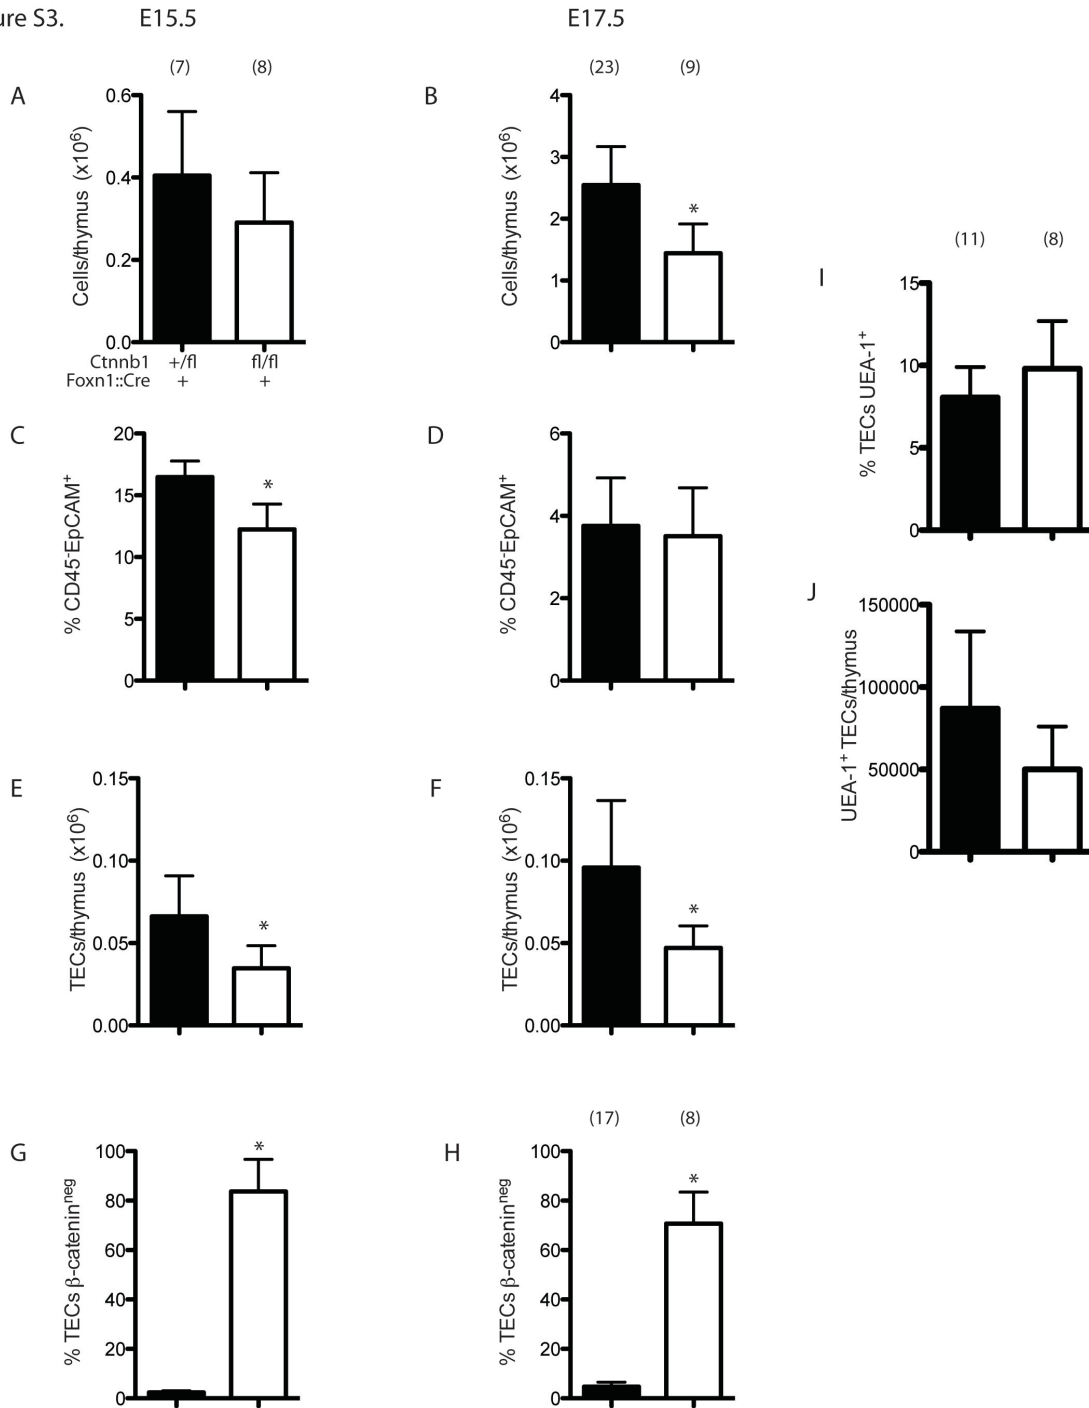 ure S3.
E15.5
E17.5
(7)
(8)
A
0.6
0.4
0.2
0.0
Cells/thymus (x10⁶)
Ctnnb1 +/fl fl/fl
Foxn1::Cre + +
(23)
(9)
B
4
3
2
1
0
Cells/thymus (x10⁶)
*
C
20
15
10
5
0
% CD45⁻EpCAM⁺
*
D
6
4
2
0
% CD45⁻EpCAM⁺
E
0.15
0.10
0.05
0.00
TECs/thymus (x10⁶)
*
F
0.15
0.10
0.05
0.00
TECs/thymus (x10⁶)
*
G
100
80
60
40
20
0
% TECs β-cateninⁿᵉᵍ
*
(17)
(8)
H
100
80
60
40
20
0
% TECs β-cateninⁿᵉᵍ
*
(11)
(8)
I
15
10
5
0
% TECs UEA-1⁺
J
150000
100000
50000
0
UEA-1⁺ TECs/thymus